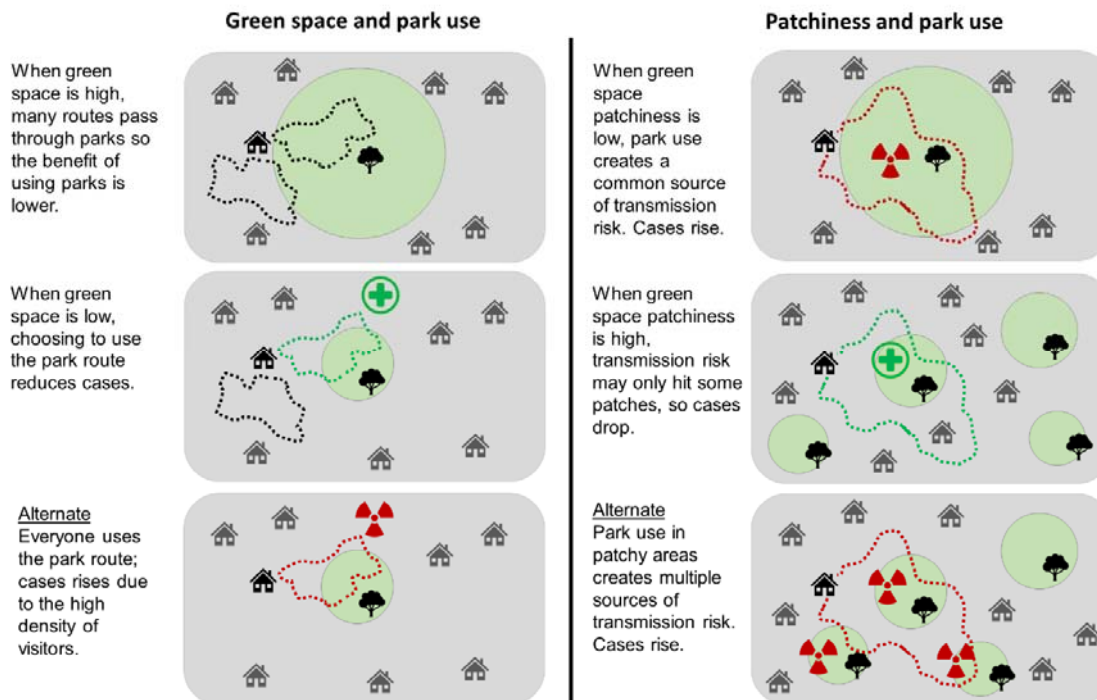 Green space and park use
When green
space is high,
many routes pass
through parks so
the benefit of
using parks is
lower.
When green
space is low,
choosing to use
the park route
reduces cases.
Alternate
Everyone uses
the park route;
cases rises due
to the high
density of
visitors.
Patchiness and park use
When green
space
patchiness is
low, park use
creates a
common source
of transmission
risk. Cases rise.
When green
space patchiness
is high,
transmission risk
may only hit some
patches, so cases
drop.
Alternate
Park use in
patchy areas
creates multiple
sources of
transmission risk.
Cases rise.